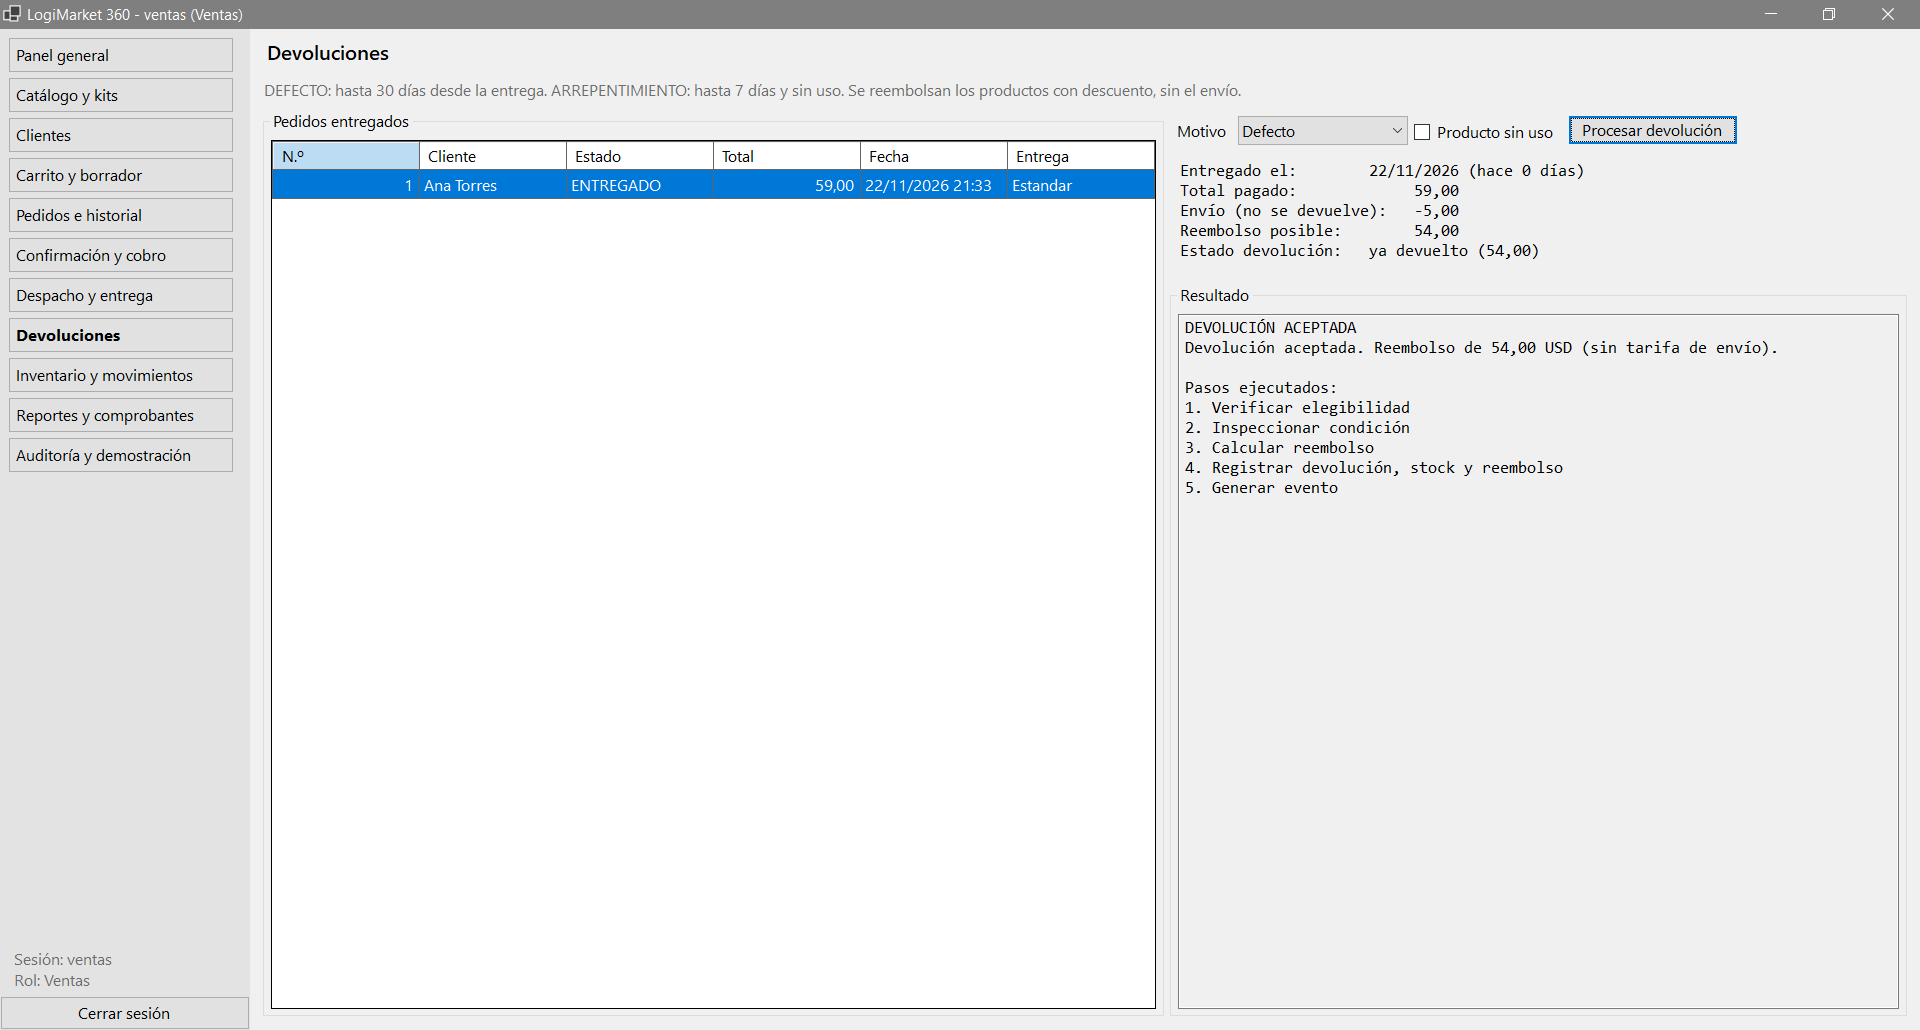 LogiMarket 360 - ventas (Ventas)
Panel general
Catálogo y kits
Clientes
Carrito y borrador
Pedidos e historial
Confirmación y cobro
Despacho y entrega
Devoluciones
Inventario y movimientos
Reportes y comprobantes
Auditoría y demostración
Sesión: ventas
Rol: Ventas
Cerrar sesión
Devoluciones
DEFECTO: hasta 30 días desde la entrega. ARREPENTIMIENTO: hasta 7 días y sin uso. Se reembolsan los productos con descuento, sin el envío.
Pedidos entregados
N.º Cliente Estado Total Fecha Entrega
1 Ana Torres ENTREGADO 59,00 22/11/2026 21:33 Estandar
Motivo Defecto Producto sin uso Procesar devolución
Entregado el: 22/11/2026 (hace 0 días)
Total pagado: 59,00
Envío (no se devuelve): -5,00
Reembolso posible: 54,00
Estado devolución: ya devuelto (54,00)
Resultado
DEVOLUCIÓN ACEPTADA
Devolución aceptada. Reembolso de 54,00 USD (sin tarifa de envío).
Pasos ejecutados:
1. Verificar elegibilidad
2. Inspeccionar condición
3. Calcular reembolso
4. Registrar devolución, stock y reembolso
5. Generar evento